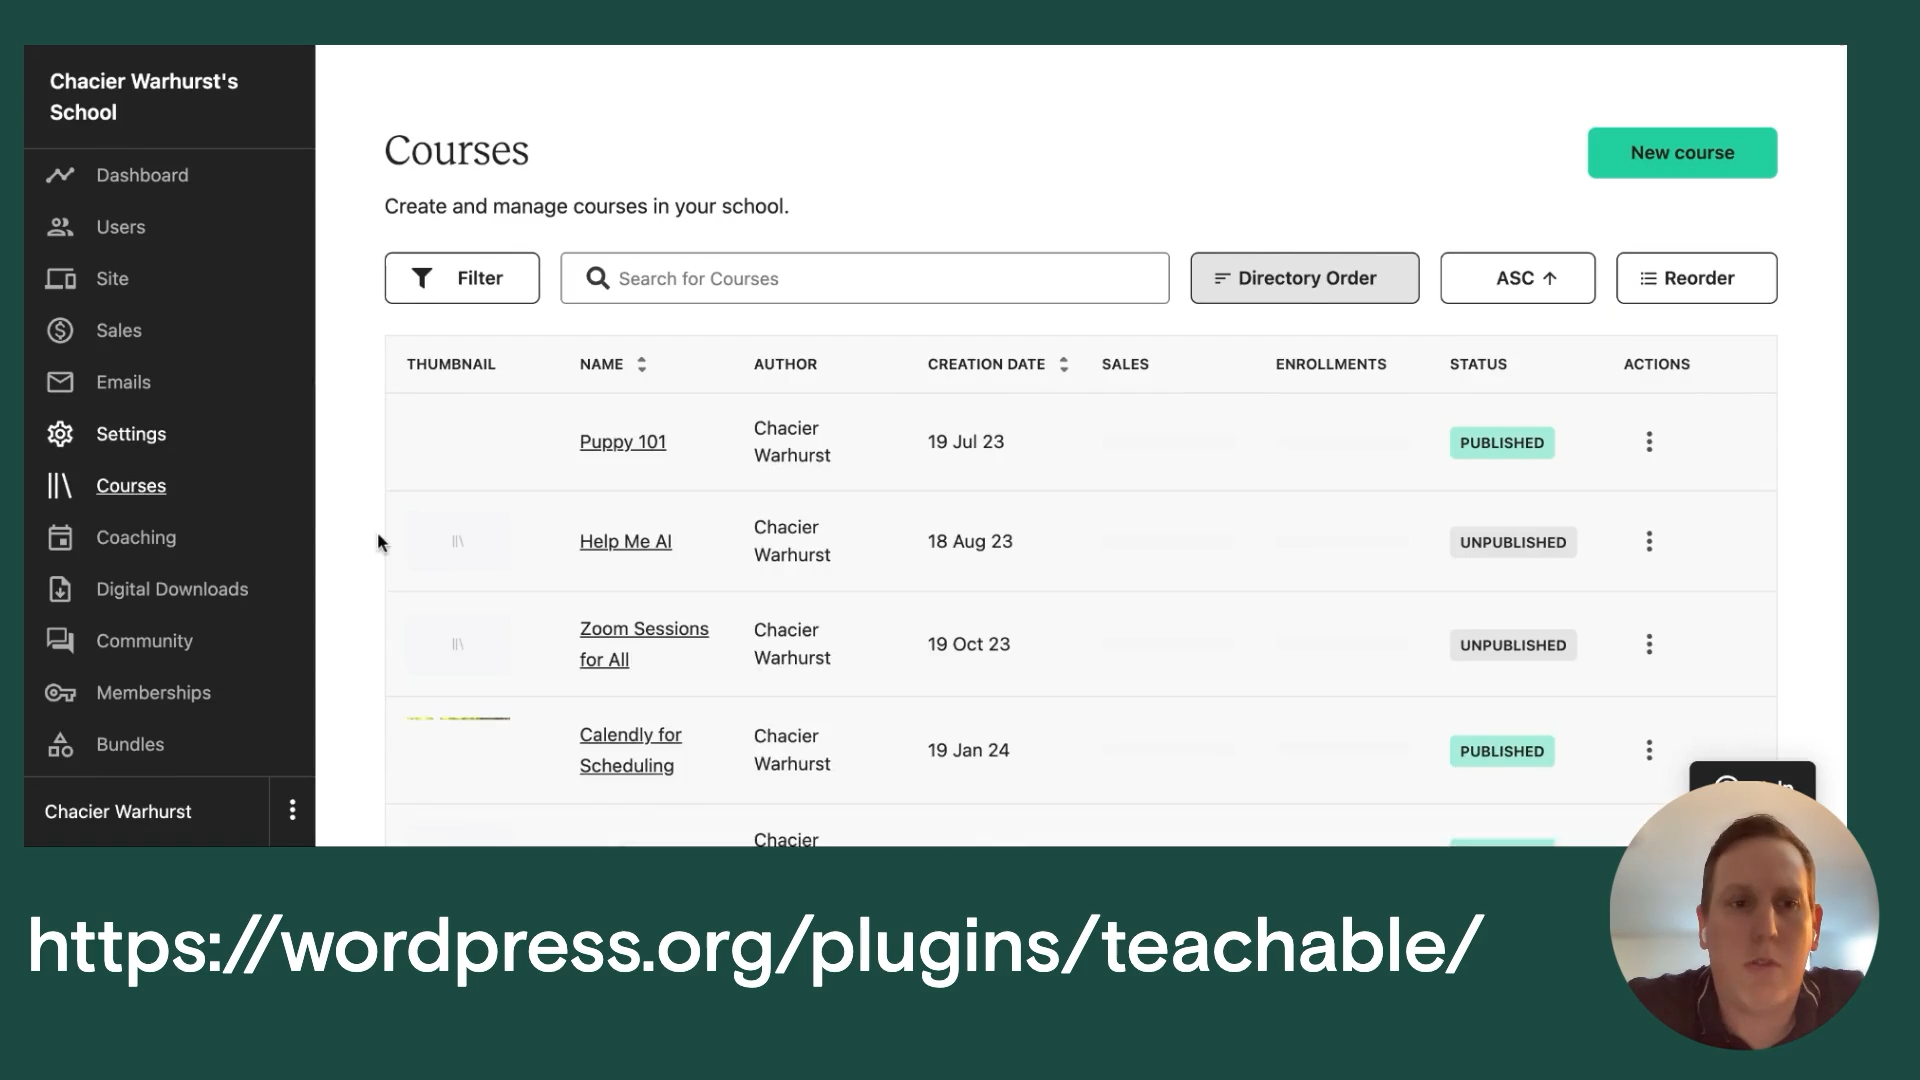 Chacier Warhurst's
School
Dashboard
Users
Site
Sales
Emails
Settings
Courses
Coaching
Digital Downloads
Community
Memberships
Bundles
Chacier Warhurst
Courses
New course
Create and manage courses in your school.
Filter
Search for Courses
Directory Order
ASC ↑
Reorder
THUMBNAIL NAME AUTHOR CREATION DATE SALES ENROLLMENTS STATUS ACTIONS
Puppy 101
Chacier
Warhurst
19 Jul 23
PUBLISHED
Help Me AI
Chacier
Warhurst
18 Aug 23
UNPUBLISHED
Zoom Sessions
for All
Chacier
Warhurst
19 Oct 23
UNPUBLISHED
Calendly for
Scheduling
Chacier
Warhurst
19 Jan 24
PUBLISHED
Chacier
https://wordpress.org/plugins/teachable/